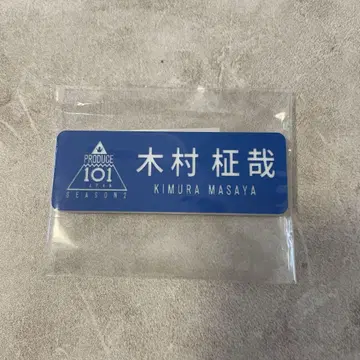 PRODUCE
101
JAPAN
SEASON2
木村 柾哉
KIMURA MASAYA